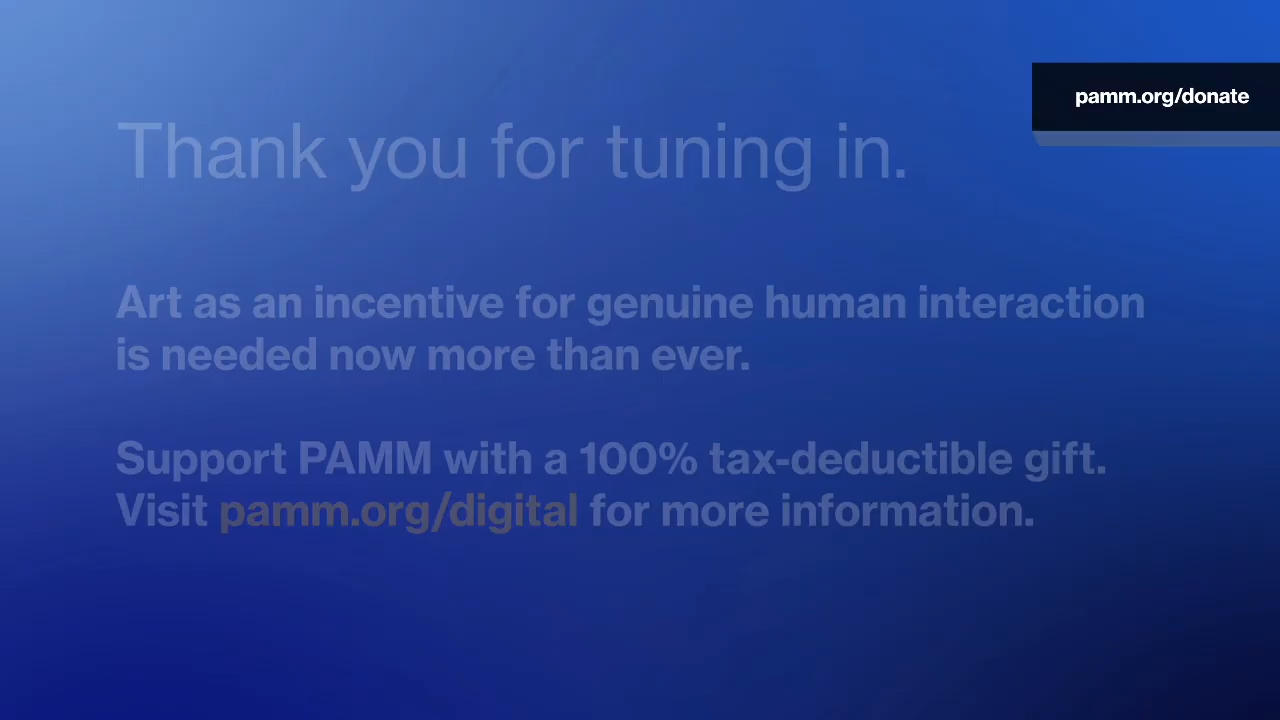 pamm.org/donate
Thank you for tuning in.
Art as an incentive for genuine human interaction
is needed now more than ever.
Support PAMM with a 100% tax-deductible gift.
Visit pamm.org/digital for more information.